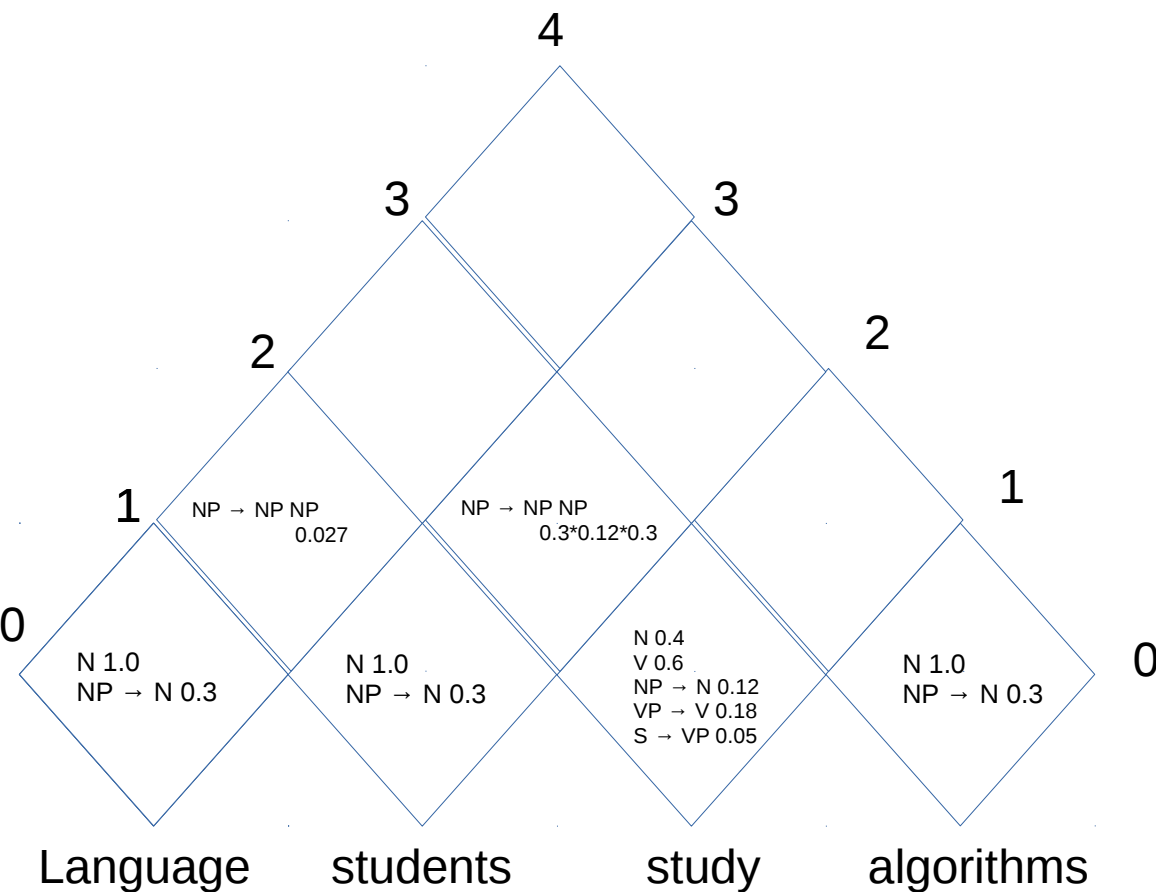 4
3
3
2
2
1
1
NP → NP NP
0.027
NP → NP NP
0.3*0.12*0.3
0
0
N 1.0
NP → N 0.3
N 1.0
NP → N 0.3
N 0.4
V 0.6
NP → N 0.12
VP → V 0.18
S → VP 0.05
N 1.0
NP → N 0.3
Language students study algorithms